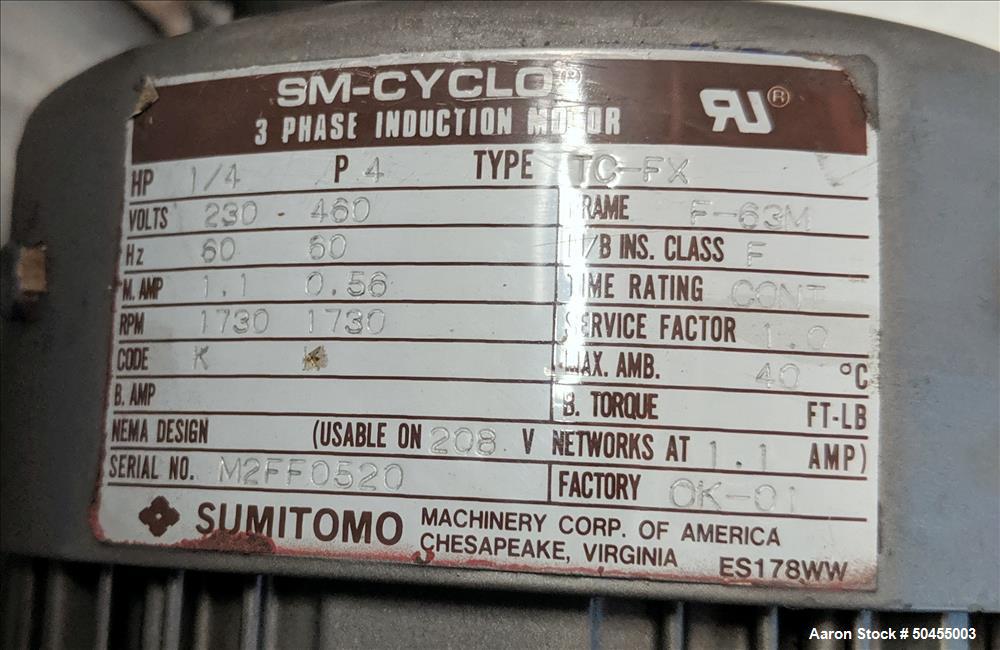 SM-CYCLO®
3 PHASE INDUCTION MOTOR
RU®
HP 1/4 P 4 TYPE TC-FX
VOLTS 230 - 460 FRAME F-63M
Hz 60 60 /B INS. CLASS F
M. AMP 1.1 0.56 TIME RATING CONT
RPM 1730 1730 SERVICE FACTOR 1.0
CODE K K MAX. AMB. 40 °C
B. AMP B. TORQUE FT-LB
NEMA DESIGN (USABLE ON 208 V NETWORKS AT 1.1 AMP)
SERIAL NO. M2FF0520 FACTORY OK-01
SUMITOMO MACHINERY CORP. OF AMERICA
CHESAPEAKE, VIRGINIA ES178WW
Aaron Stock # 50455003